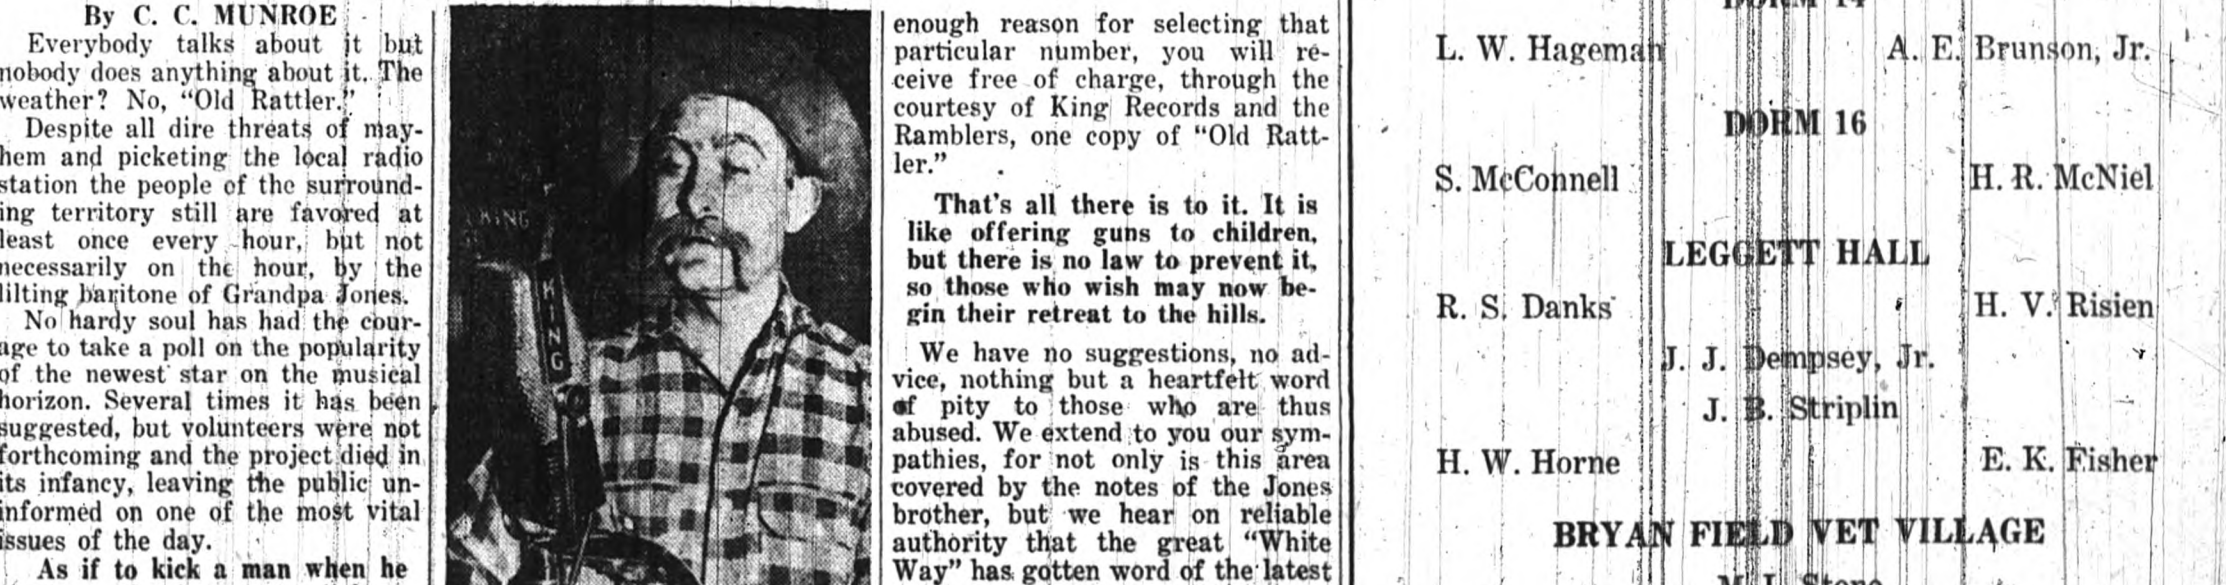 By C. C. MUNROE
Everybody talks about it but
nobody does anything about it. The
weather? No, "Old Rattler."
Despite all dire threats of may-
hem and picketing the local radio
station the people of the surround-
ing territory still are favored at
least once every hour, but not
necessarily on the hour, by the
lilting baritone of Grandpa Jones.
No hardy soul has had the cour-
age to take a poll on the popularity
of the newest star on the musical
horizon. Several times it has been
suggested, but volunteers were not
forthcoming and the project died in
its infancy, leaving the public un-
informed on one of the most vital
issues of the day.
As if to kick a man when he
KING
KING
enough reason for selecting that
particular number, you will re-
ceive free of charge, through the
courtesy of King Records and the
Ramblers, one copy of "Old Ratt-
ler."
That's all there is to it. It is
like offering guns to children,
but there is no law to prevent it,
so those who wish may now be-
gin their retreat to the hills.
We have no suggestions, no ad-
vice, nothing but a heartfelt word
of pity to those who are thus
abused. We extend to you our sym-
pathies, for not only is this area
covered by the notes of the Jones
brother, but we hear on reliable
authority that the great "White
Way" has gotten word of the latest
DORM 14
L. W. Hageman A. E. Brunson, Jr.
DORM 16
S. McConnell H. R. McNiel
LEGGETT HALL
R. S. Danks H. V. Risien
J. J. Dempsey, Jr.
J. B. Striplin
H. W. Horne E. K. Fisher
BRYAN FIELD VET VILLAGE